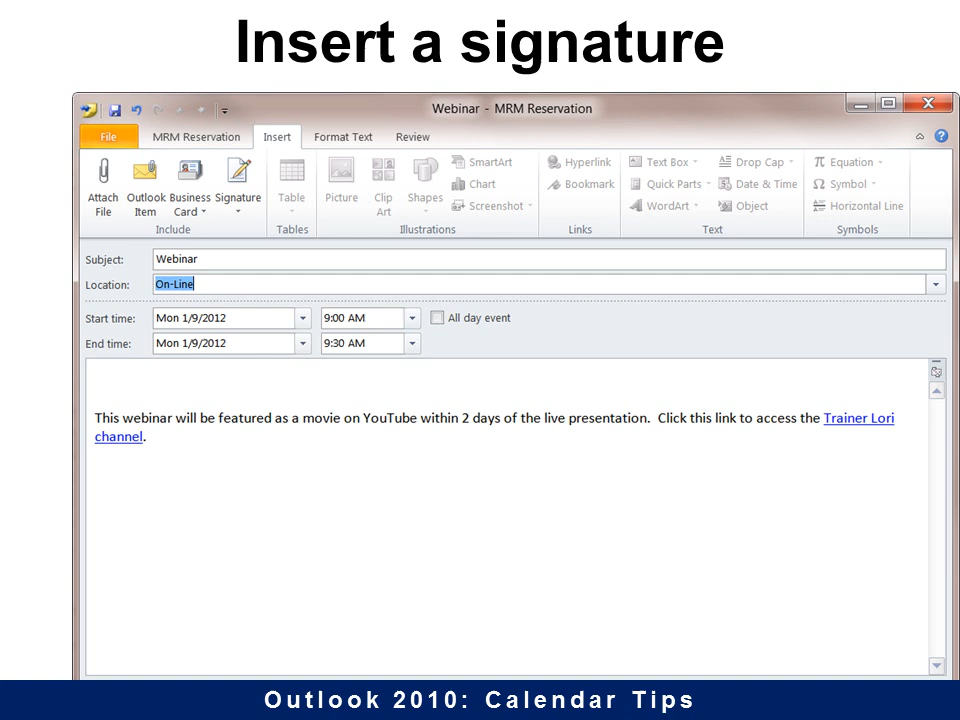 Insert a signature
Webinar - MRM Reservation
File MRM Reservation Insert Format Text Review
Attach File
Outlook Item
Business Card
Signature
Include
Table
Tables
Picture
Clip Art
Shapes
SmartArt
Chart
Screenshot
Illustrations
Hyperlink
Bookmark
Links
Text Box
Quick Parts
WordArt
Drop Cap
Date & Time
Object
Text
Equation
Symbol
Horizontal Line
Symbols
Subject: Webinar
Location: On-Line
Start time: Mon 1/9/2012 9:00 AM All day event
End time: Mon 1/9/2012 9:30 AM
This webinar will be featured as a movie on YouTube within 2 days of the live presentation. Click this link to access the Trainer Lori
channel.
Outlook 2010: Calendar Tips